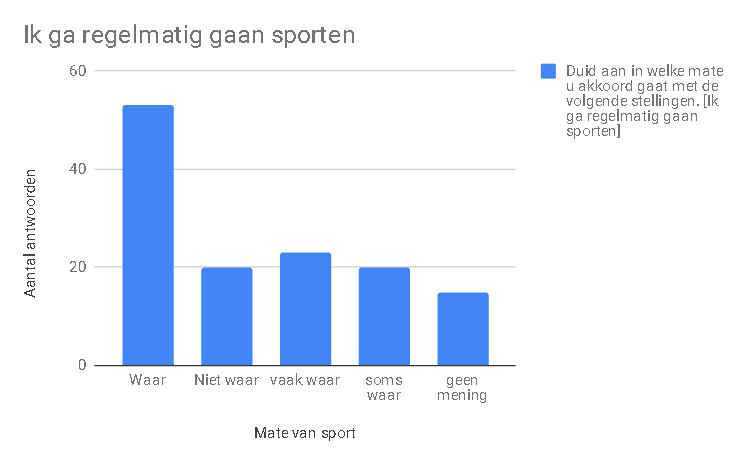 Ik ga regelmatig gaan sporten
60
40
20
0
Aantal antwoorden
Waar
Niet waar
vaak waar
soms
waar
geen
mening
Mate van sport
Duid aan in welke mate
u akkoord gaat met de
volgende stellingen. [Ik
ga regelmatig gaan
sporten]